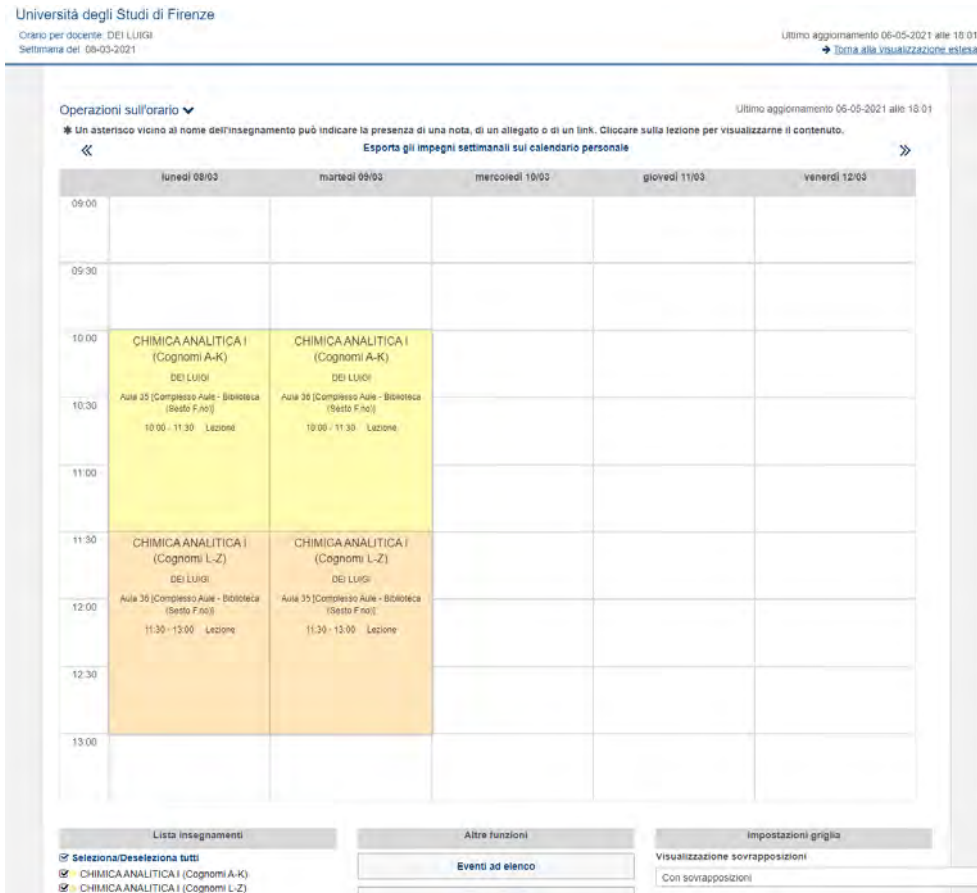 Università degli Studi di Firenze
Orario per docente: DEI LUIGI
Settimana del: 08-03-2021
Ultimo aggiornamento 06-05-2021 alle 18:01
Torna alla visualizzazione estesa
Operazioni sull'orario
Ultimo aggiornamento 06-05-2021 alle 18:01
✱ Un asterisco vicino al nome dell'insegnamento può indicare la presenza di una nota, di un allegato o di un link. Cliccare sulla lezione per visualizzarne il contenuto.
« Esporta gli impegni settimanali sul calendario personale »
lunedì 08/03 martedì 09/03 mercoledì 10/03 giovedì 11/03 venerdì 12/03
09:00
09:30
10:00
CHIMICA ANALITICA I
(Cognomi A-K)
DEI LUIGI
Aula 35 [Complesso Aule - Biblioteca
(Sesto F.no)]
10:00 - 11:30 Lezione
CHIMICA ANALITICA I
(Cognomi A-K)
DEI LUIGI
Aula 36 [Complesso Aule - Biblioteca
(Sesto F.no)]
10:00 - 11:30 Lezione
10:30
11:00
11:30
CHIMICA ANALITICA I
(Cognomi L-Z)
DEI LUIGI
Aula 36 [Complesso Aule - Biblioteca
(Sesto F.no)]
11:30 - 13:00 Lezione
CHIMICA ANALITICA I
(Cognomi L-Z)
DEI LUIGI
Aula 35 [Complesso Aule - Biblioteca
(Sesto F.no)]
11:30 - 13:00 Lezione
12:00
12:30
13:00
Lista insegnamenti
Seleziona/Deseleziona tutti
CHIMICA ANALITICA I (Cognomi A-K)
CHIMICA ANALITICA I (Cognomi L-Z)
Altre funzioni
Eventi ad elenco
Impostazioni griglia
Visualizzazione sovrapposizioni
Con sovrapposizioni